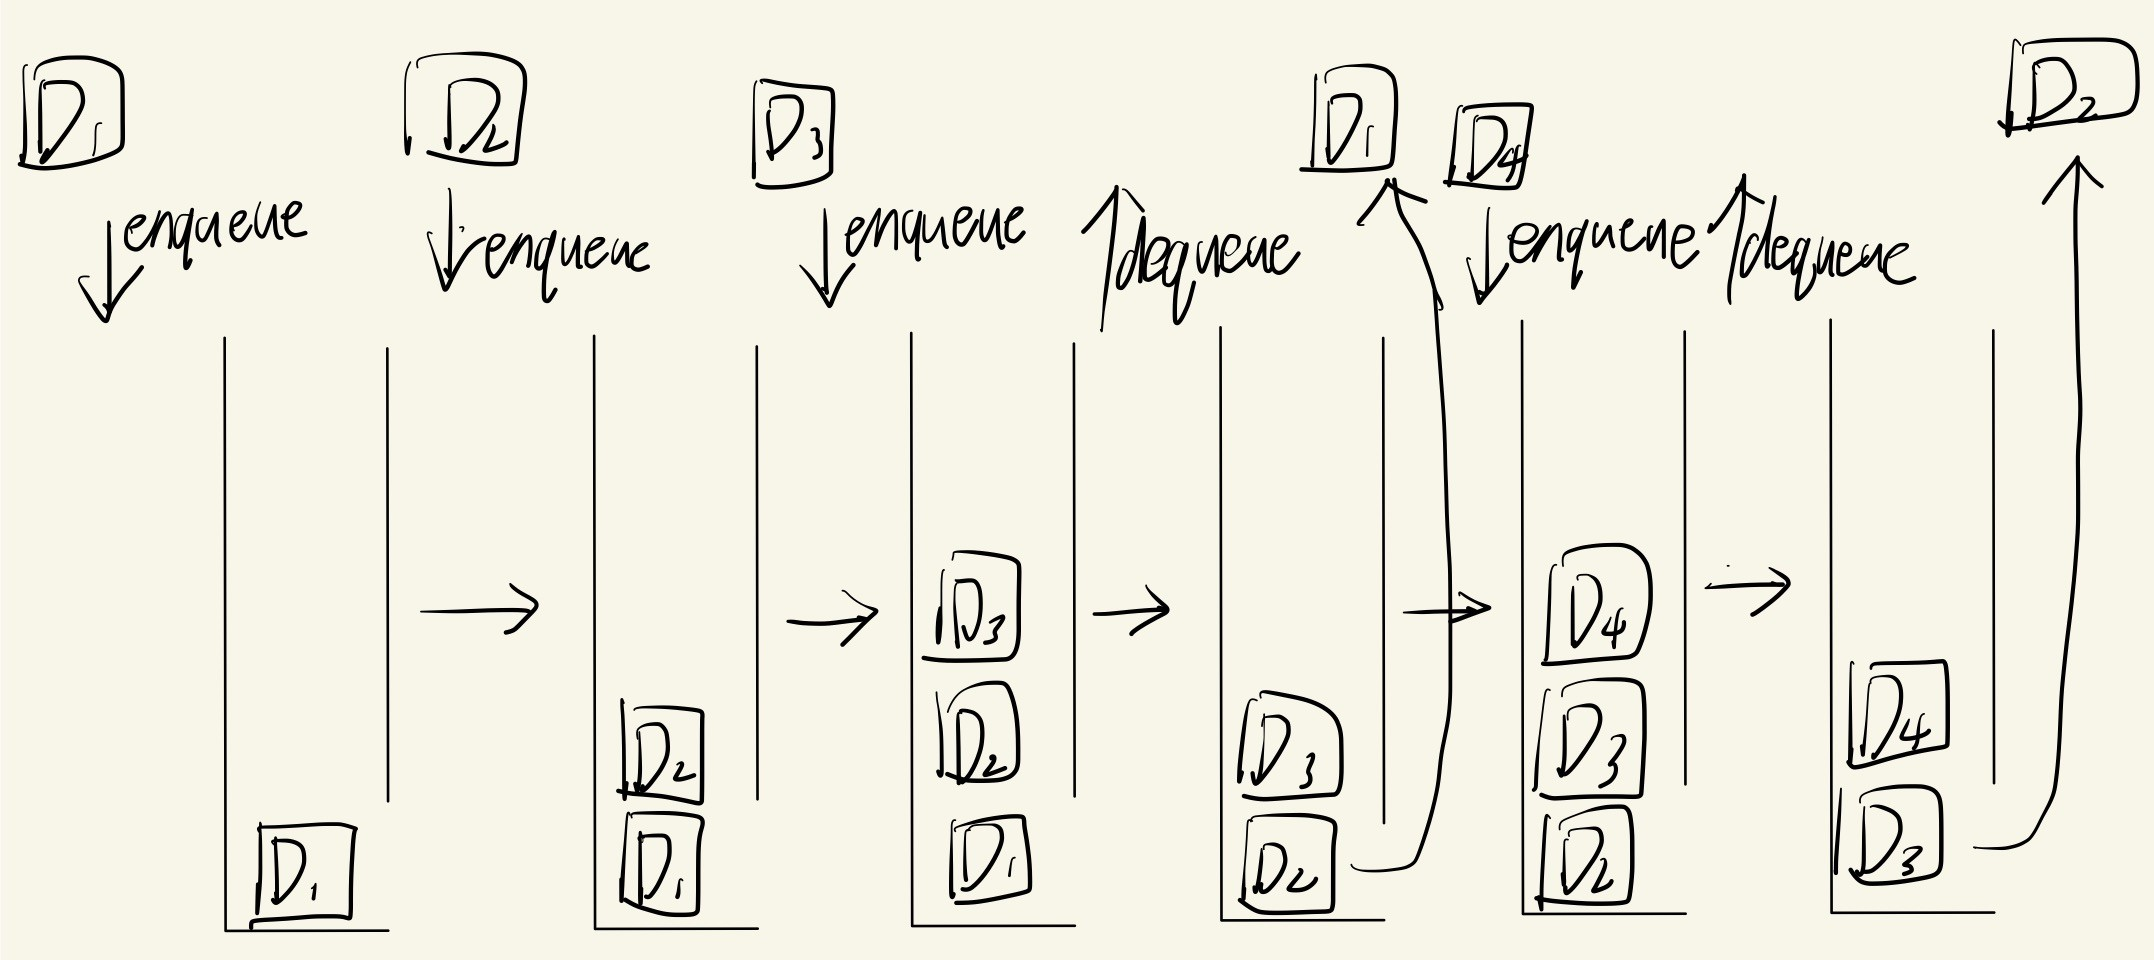 D1 D2 D3 D1 D4 D2
enqueue enqueue enqueue dequeue enqueue dequeue
D3 D4
D2 D2 D3 D3 D4
D1 D1 D1 D2 D2 D3